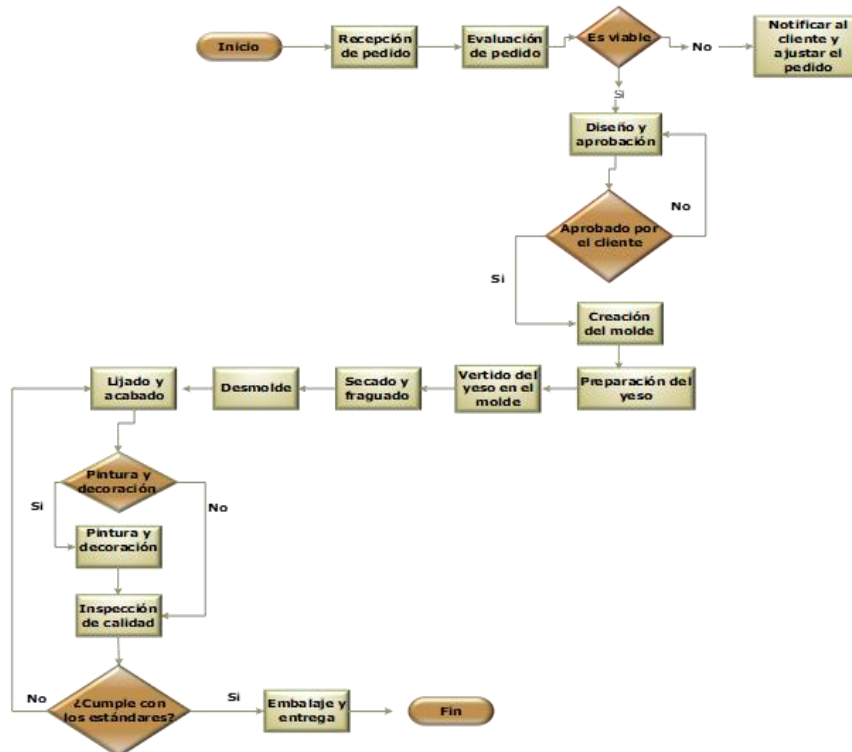 Inicio
Recepción
de pedido
Evaluación
de pedido
Es viable
No
Notificar al
cliente y
ajustar el
pedido
Si
Diseño y
aprobación
No
Aprobado por
el cliente
Si
Creación
del molde
Lijado y
acabado
Desmolde
Secado y
fraguado
Vertido del
yeso en el
molde
Preparación del
yeso
Pintura y
decoración
Si
No
Pintura y
decoración
Inspección
de calidad
No
¿Cumple con
los estándares?
Si
Embalaje y
entrega
Fin